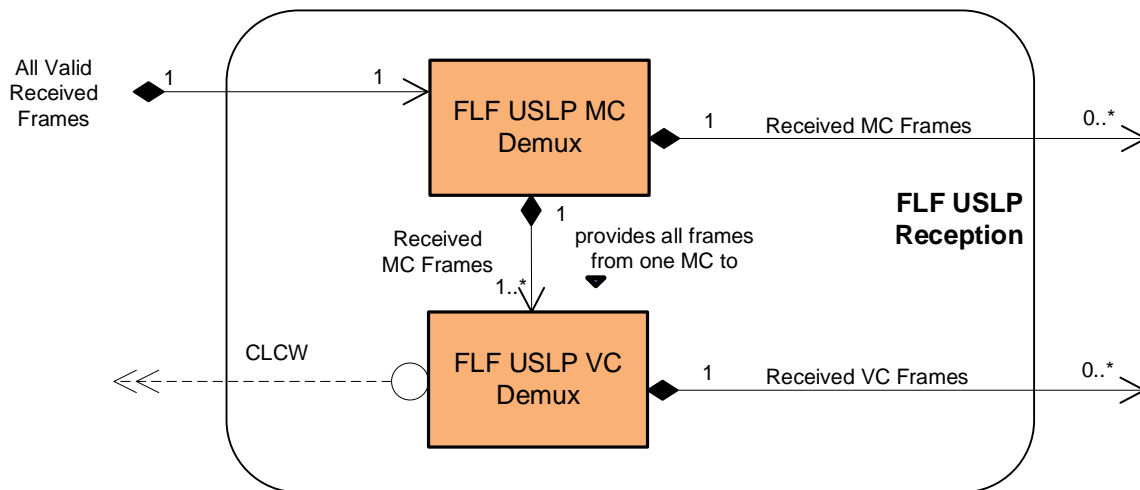 All Valid
Received
Frames
1
1
FLF USLP MC
Demux
1
Received MC Frames
0..*
FLF USLP
Reception
1
Received
MC Frames
provides all frames
from one MC to
1..*
CLCW
FLF USLP VC
Demux
1
Received VC Frames
0..*